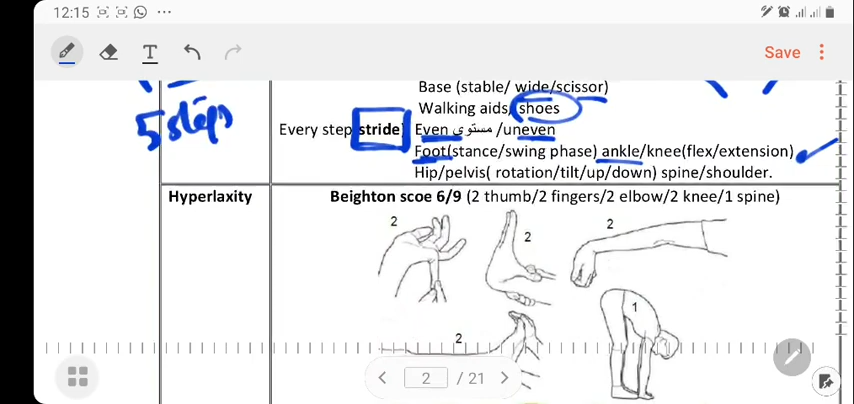 12:15
T
Save
Base (stable/ wide/scissor)
Walking aids/ shoes
5 steps
Every step(stride) Even مستوي /uneven
Foot(stance/swing phase) ankle/knee(flex/extension)
Hip/pelvis( rotation/tilt/up/down) spine/shoulder.
Hyperlaxity
Beighton scoe 6/9 (2 thumb/2 fingers/2 elbow/2 knee/1 spine)
2
2
2
1
2
2 / 21